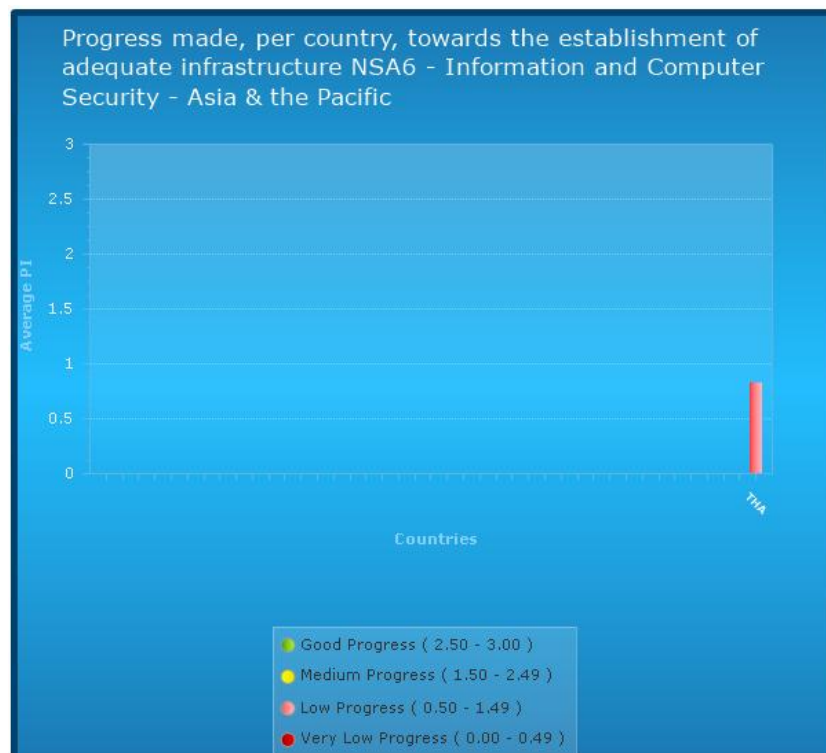 Progress made, per country, towards the establishment of
adequate infrastructure NSA6 - Information and Computer
Security - Asia & the Pacific
3
2.5
2
1.5
1
0.5
0
Average PI
THA
Countries
Good Progress ( 2.50 - 3.00 )
Medium Progress ( 1.50 - 2.49 )
Low Progress ( 0.50 - 1.49 )
Very Low Progress ( 0.00 - 0.49 )